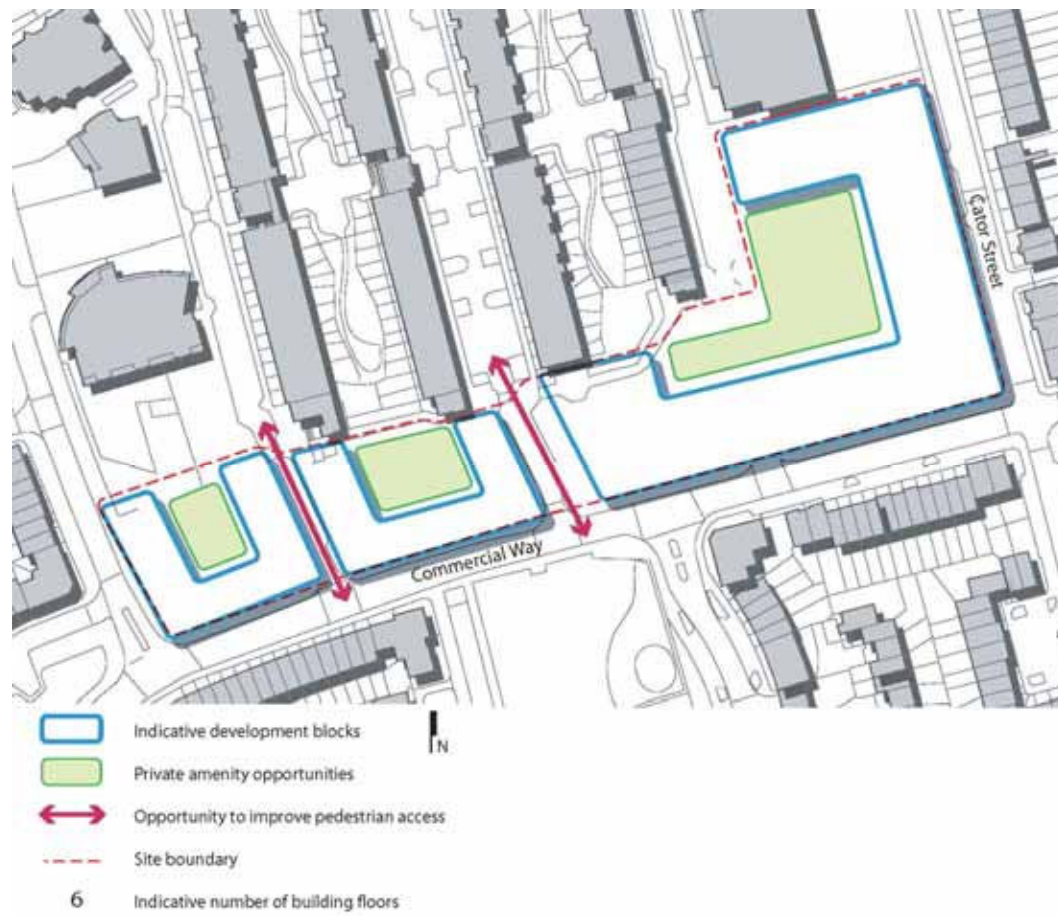 Cator Street
Commercial Way
Indicative development blocks
N
Private amenity opportunities
Opportunity to improve pedestrian access
Site boundary
6 Indicative number of building floors